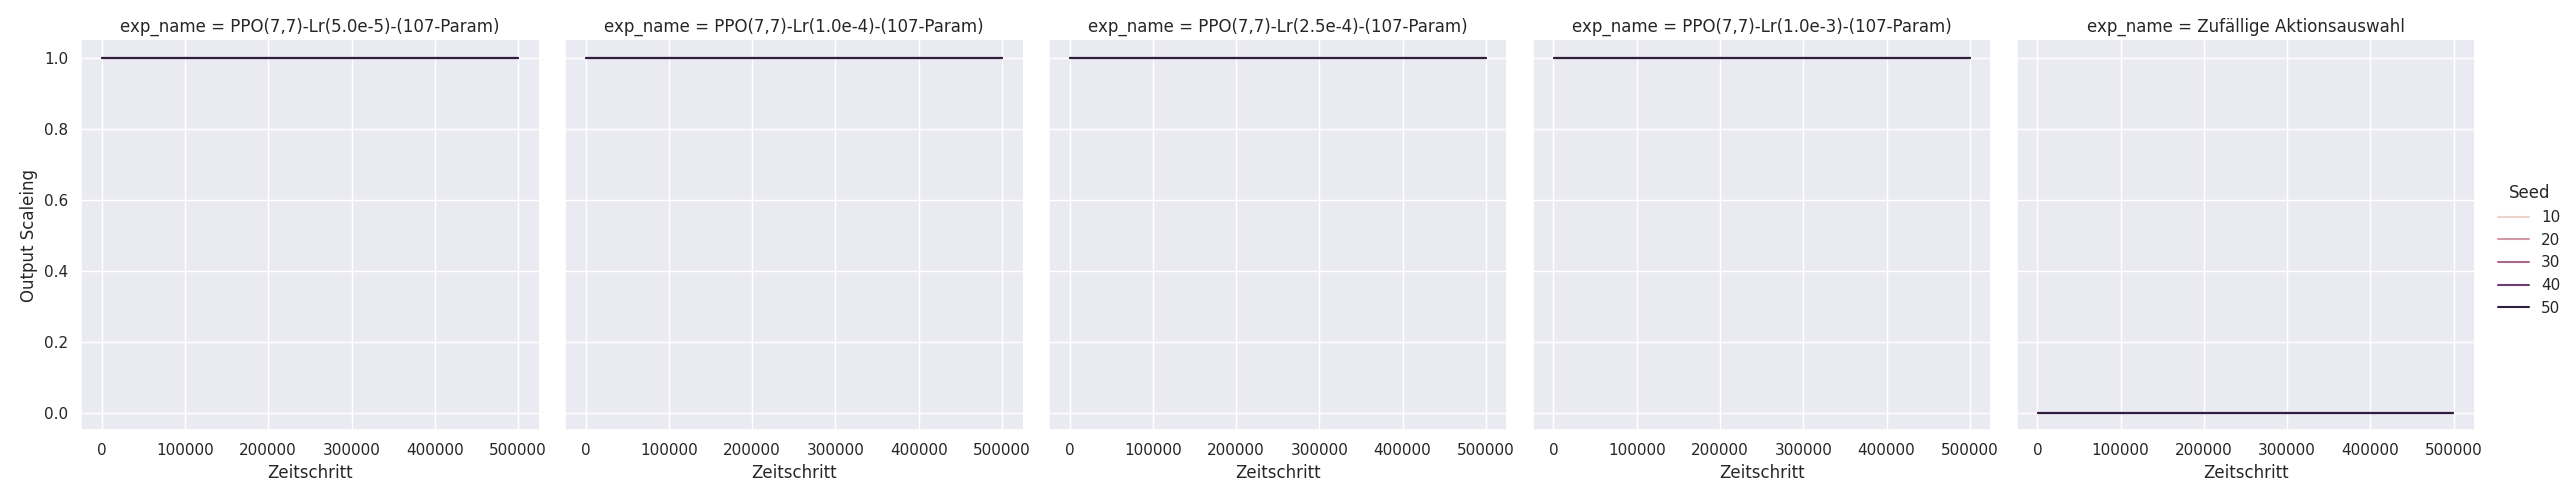 exp_name = PPO(7,7)-Lr(5.0e-5)-(107-Param)
exp_name = PPO(7,7)-Lr(1.0e-4)-(107-Param)
exp_name = PPO(7,7)-Lr(2.5e-4)-(107-Param)
exp_name = PPO(7,7)-Lr(1.0e-3)-(107-Param)
exp_name = Zufällige Aktionsauswahl
Output Scaleing
1.0
0.8
0.6
0.4
0.2
0.0
0 100000 200000 300000 400000 500000
Zeitschritt
0 100000 200000 300000 400000 500000
Zeitschritt
0 100000 200000 300000 400000 500000
Zeitschritt
0 100000 200000 300000 400000 500000
Zeitschritt
0 100000 200000 300000 400000 500000
Zeitschritt
Seed
10
20
30
40
50